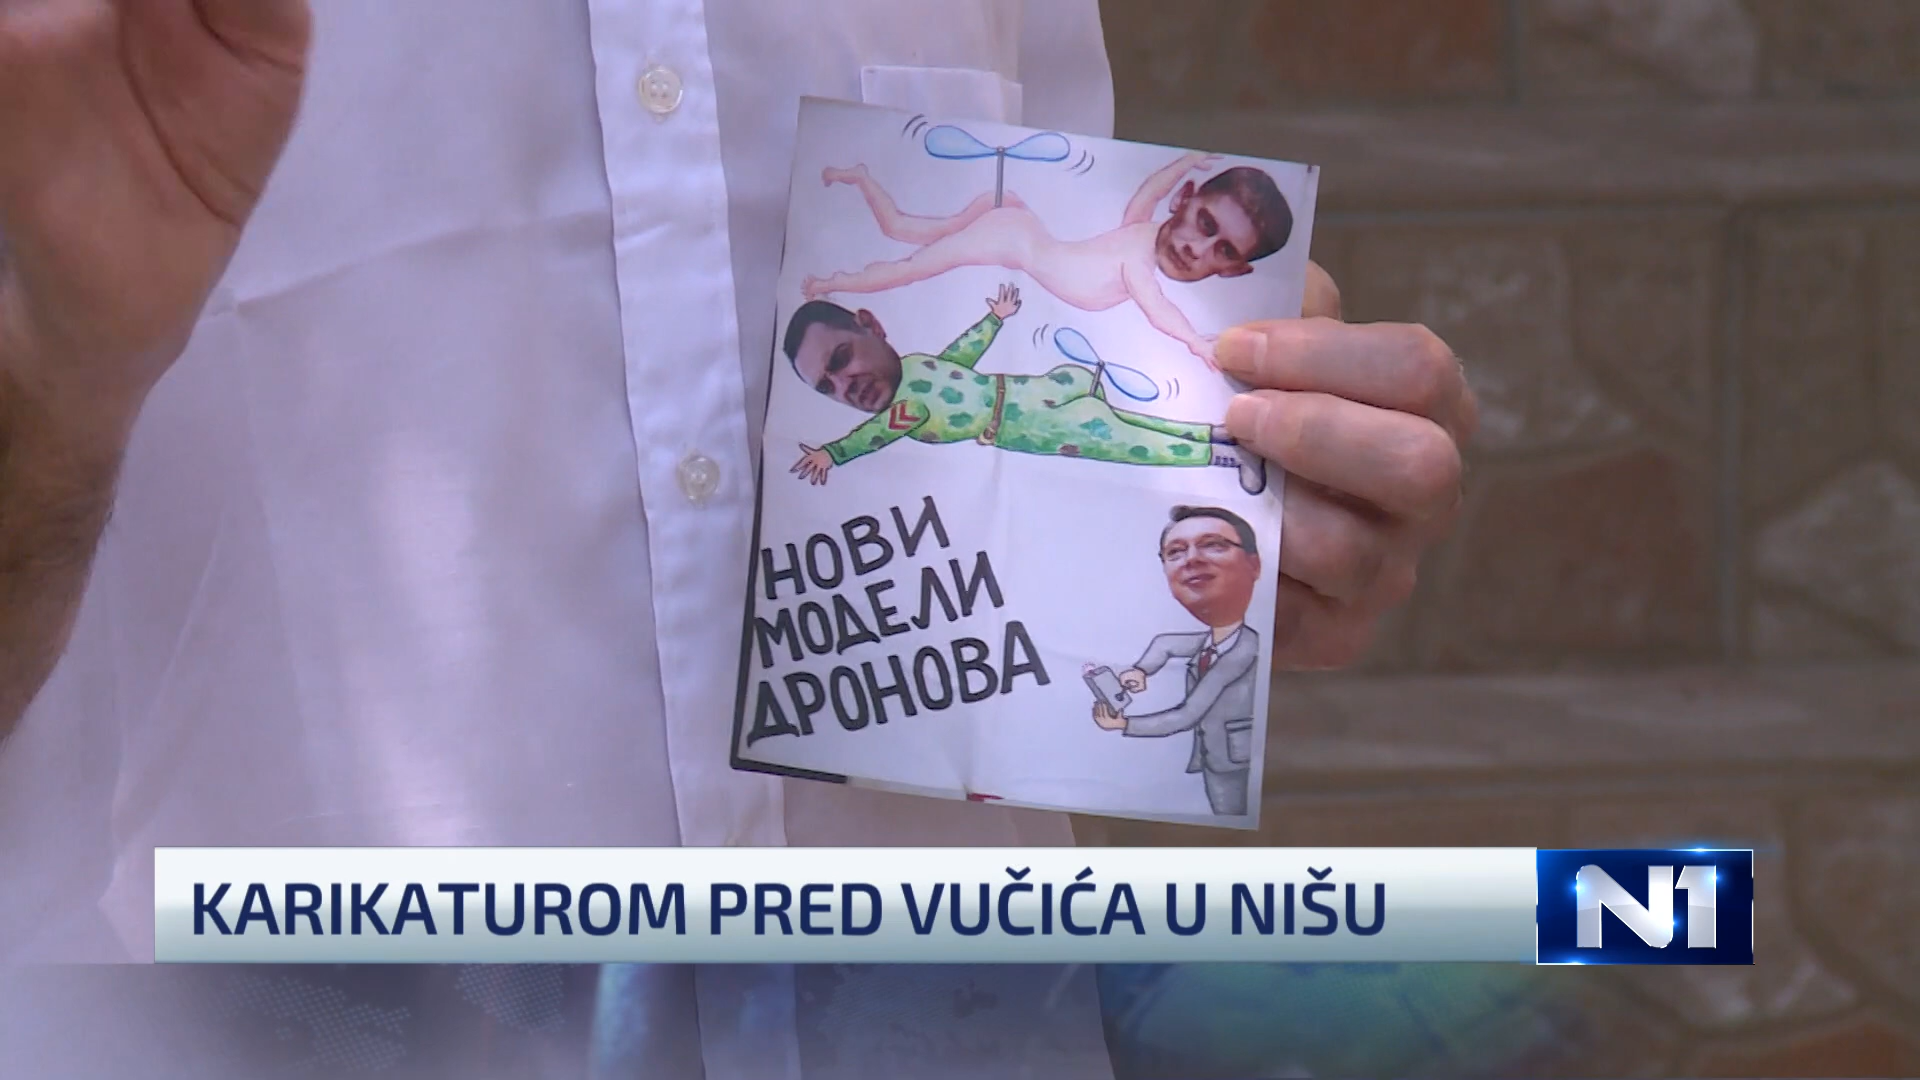 НОВИ
МОДЕЛИ
ДРОНОВА
KARIKATUROM PRED VUČIĆA U NIŠU
N1